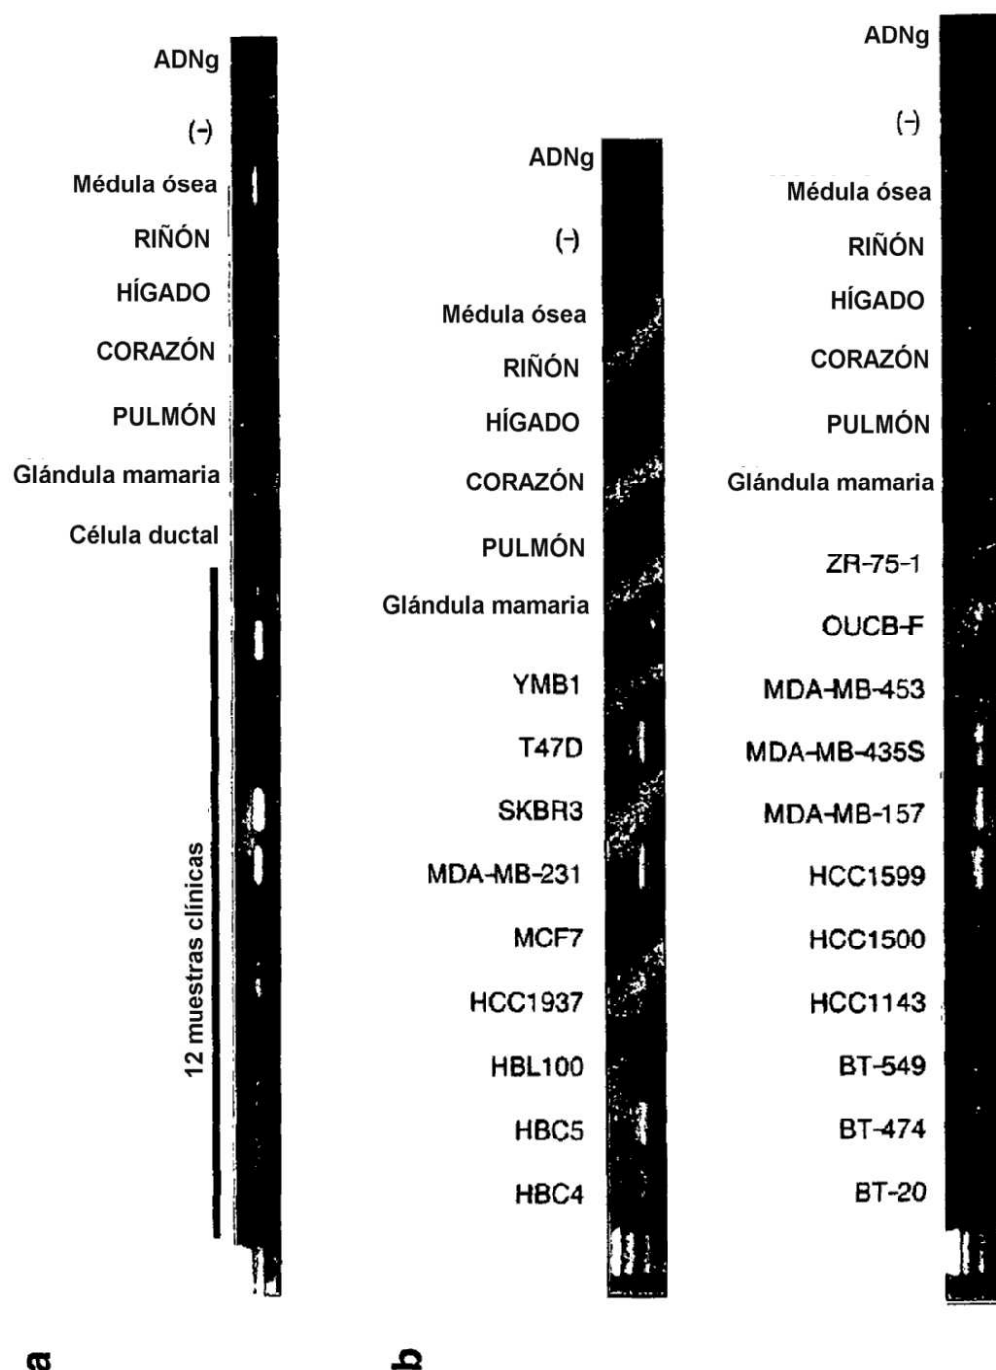 ADNg
(-)
Médula ósea
RIÑÓN
HÍGADO
CORAZÓN
PULMÓN
Glándula mamaria
Célula ductal
12 muestras clínicas
a
ADNg
(-)
Médula ósea
RIÑÓN
HÍGADO
CORAZÓN
PULMÓN
Glándula mamaria
YMB1
T47D
SKBR3
MDA-MB-231
MCF7
HCC1937
HBL100
HBC5
HBC4
b
ADNg
(-)
Médula ósea
RIÑÓN
HÍGADO
CORAZÓN
PULMÓN
Glándula mamaria
ZR-75-1
OUCB-F
MDA-MB-453
MDA-MB-435S
MDA-MB-157
HCC1599
HCC1500
HCC1143
BT-549
BT-474
BT-20